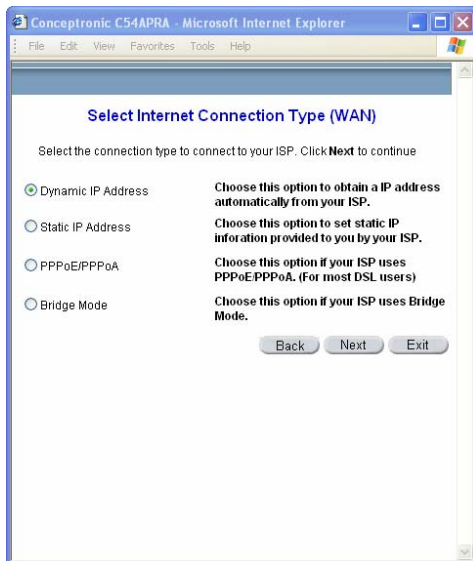 Conceptronic C54APRA - Microsoft Internet Explorer
File Edit View Favorites Tools Help
Select Internet Connection Type (WAN)
Select the connection type to connect to your ISP. Click Next to continue
Dynamic IP Address
Choose this option to obtain a IP address
automatically from your ISP.
Static IP Address
Choose this option to set static IP
inforation provided to you by your ISP.
PPPoE/PPPoA
Choose this option if your ISP uses
PPPoE/PPPoA. (For most DSL users)
Bridge Mode
Choose this option if your ISP uses Bridge
Mode.
Back Next Exit